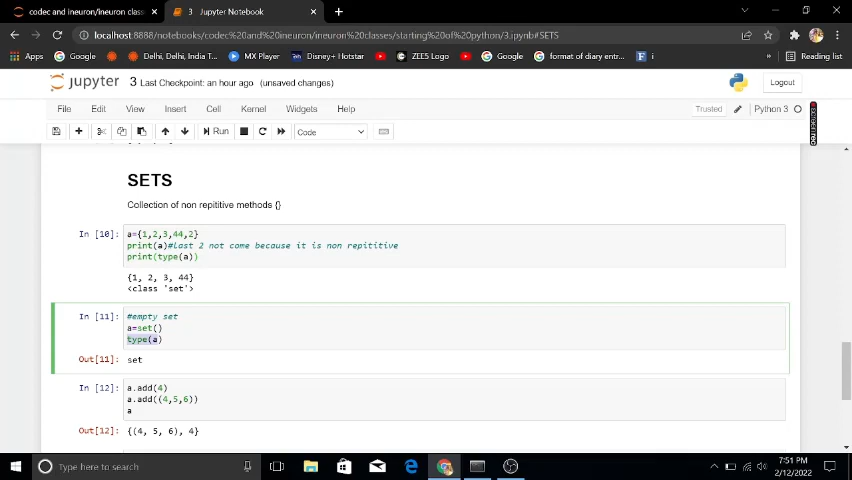 codec and ineuron/ineuron classe
3 Jupyter Notebook
localhost:8888/notebooks/codec%20and%20ineuron/ineuron%20classes/starting%20of%20python/3.ipynb#SETS
Apps
Google
Delhi, Delhi, India T...
MX Player
Disney+ Hotstar
ZEE5 Logo
Google
format of diary entr...
i
Reading list
jupyter 3 Last Checkpoint: an hour ago (unsaved changes)
Logout
File Edit View Insert Cell Kernel Widgets Help
Trusted
Python 3
Run
Code
SETS
Collection of non repititive methods {}
In [10]: a={1,2,3,44,2}
print(a)#last 2 not come because it is non repititive
print(type(a))
{1, 2, 3, 44}
<class 'set'>
In [11]: #empty set
a=set()
type(a)
Out[11]: set
In [12]: a.add(4)
a.add((4,5,6))
a
Out[12]: {(4, 5, 6), 4}
Type here to search
7:51 PM
2/12/2022